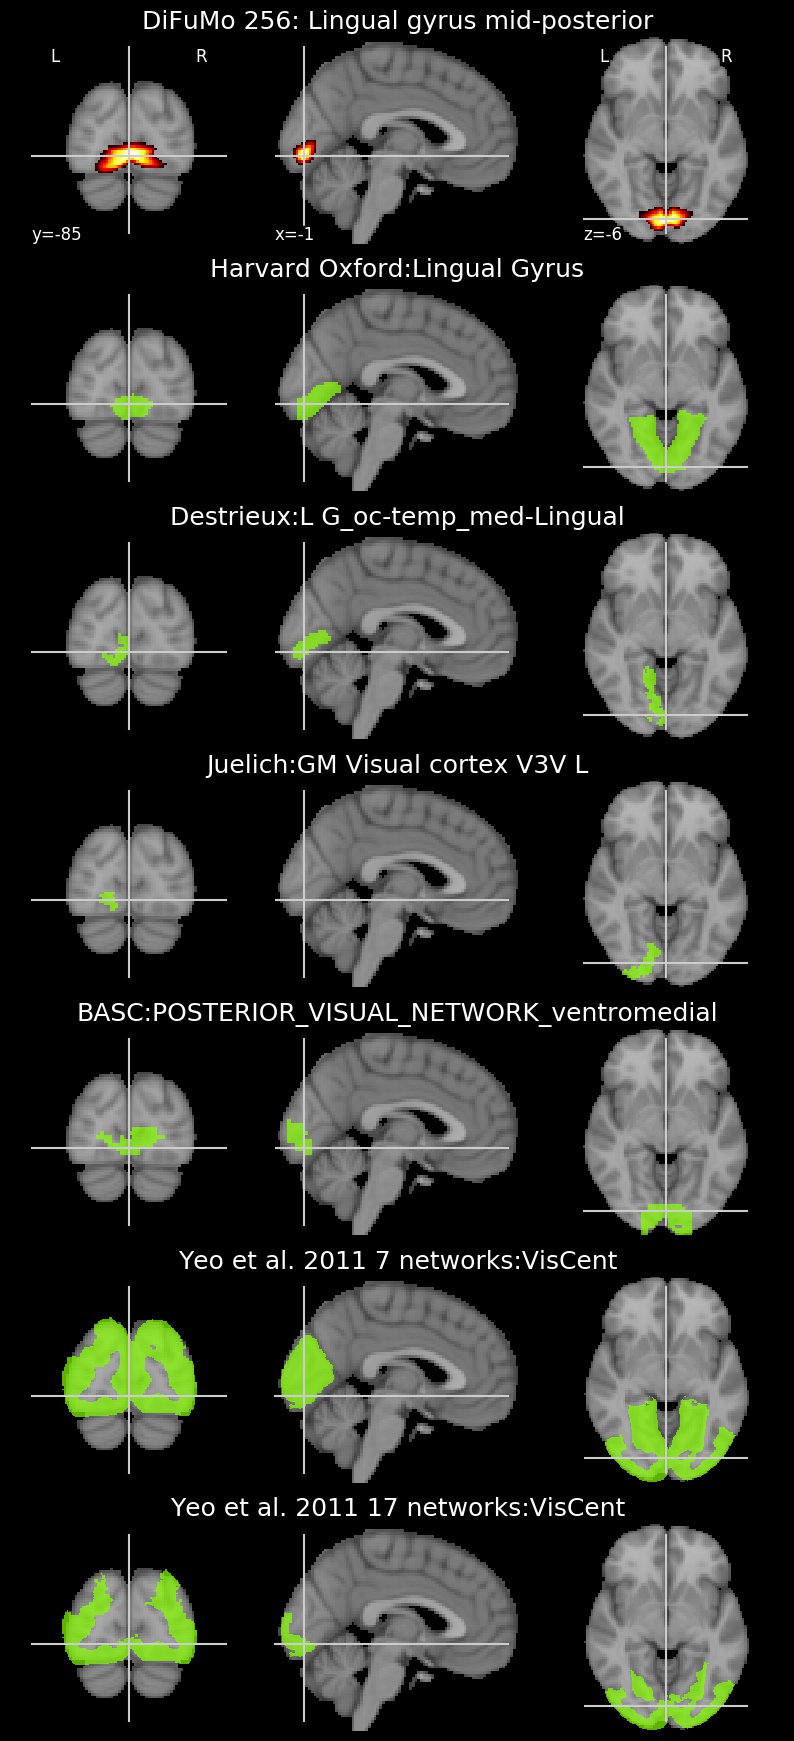 DiFuMo 256: Lingual gyrus mid-posterior
L R L R
y=-85 x=-1 z=-6
Harvard Oxford:Lingual Gyrus
Destrieux:L G_oc-temp_med-Lingual
Juelich:GM Visual cortex V3V L
BASC:POSTERIOR_VISUAL_NETWORK_ventromedial
Yeo et al. 2011 7 networks:VisCent
Yeo et al. 2011 17 networks:VisCent